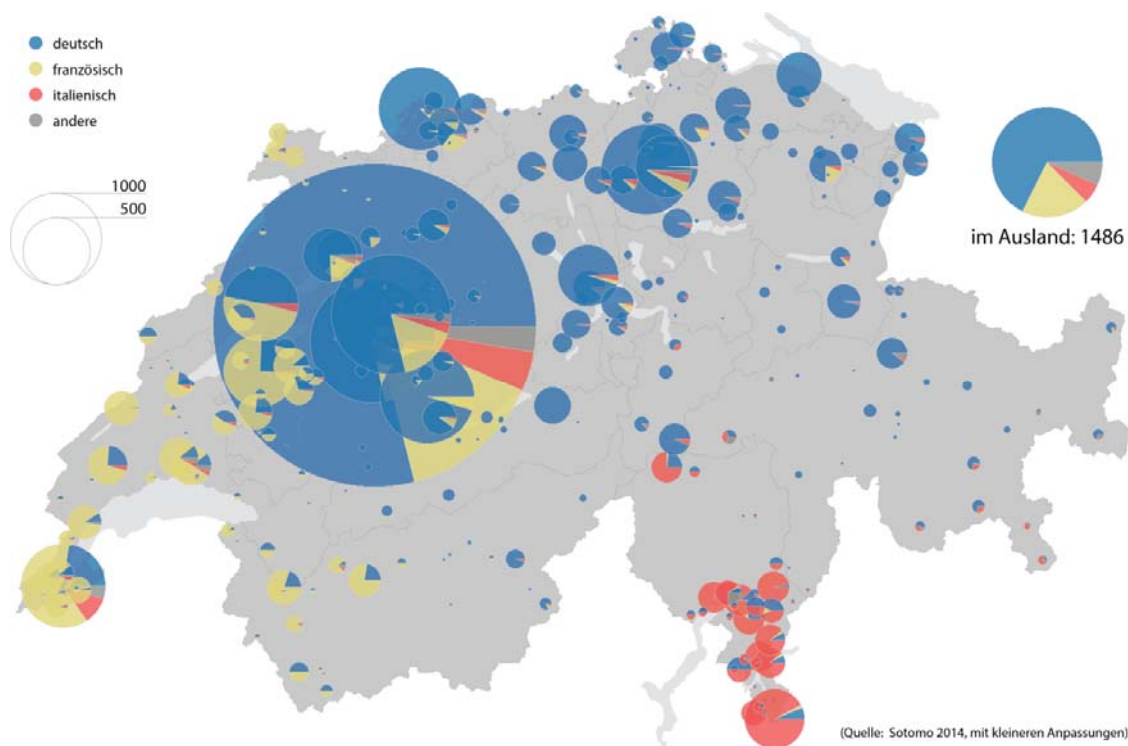 deutsch
französisch
italienisch
andere
1000
500
im Ausland: 1486
(Quelle: Sotomo 2014, mit kleineren Anpassungen)